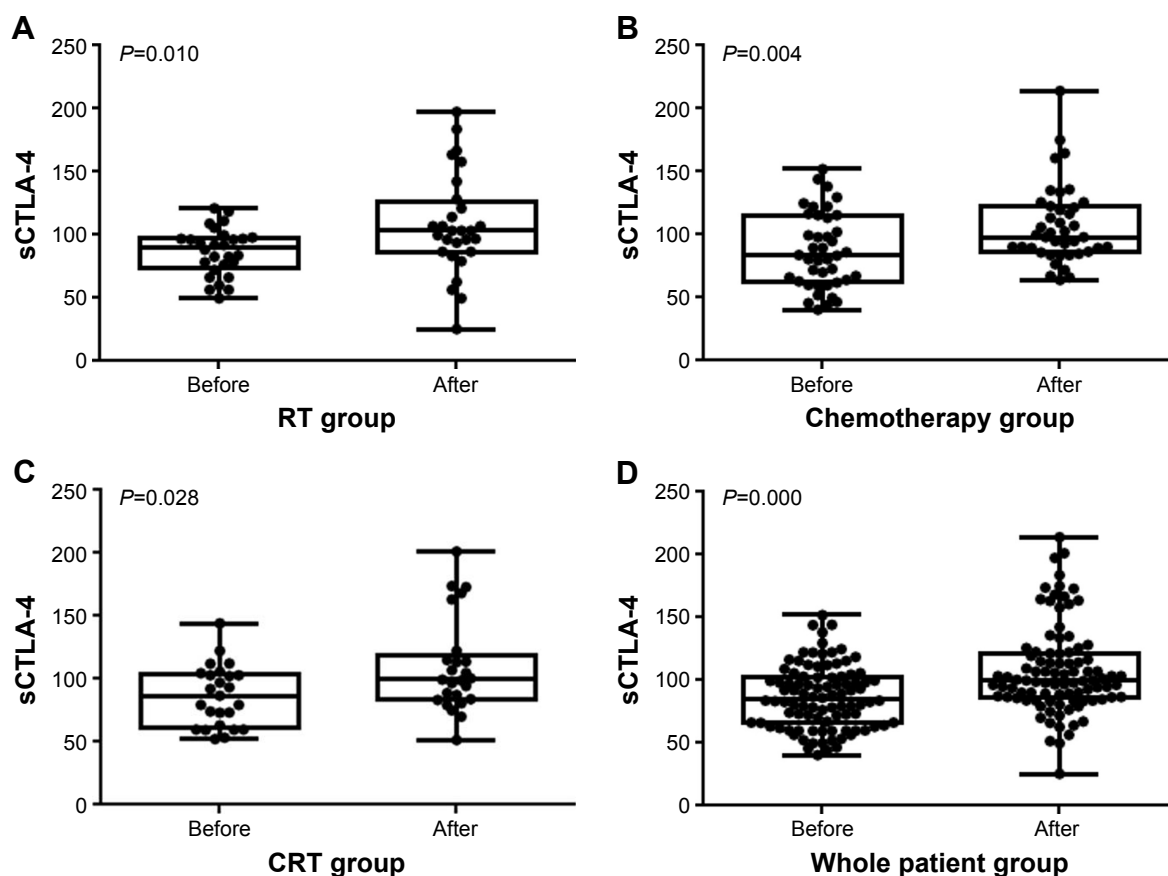 A
P=0.010
sCTLA-4
250
200
150
100
50
0
Before After
RT group
B
P=0.004
sCTLA-4
250
200
150
100
50
0
Before After
Chemotherapy group
C
P=0.028
sCTLA-4
250
200
150
100
50
0
Before After
CRT group
D
P=0.000
sCTLA-4
250
200
150
100
50
0
Before After
Whole patient group